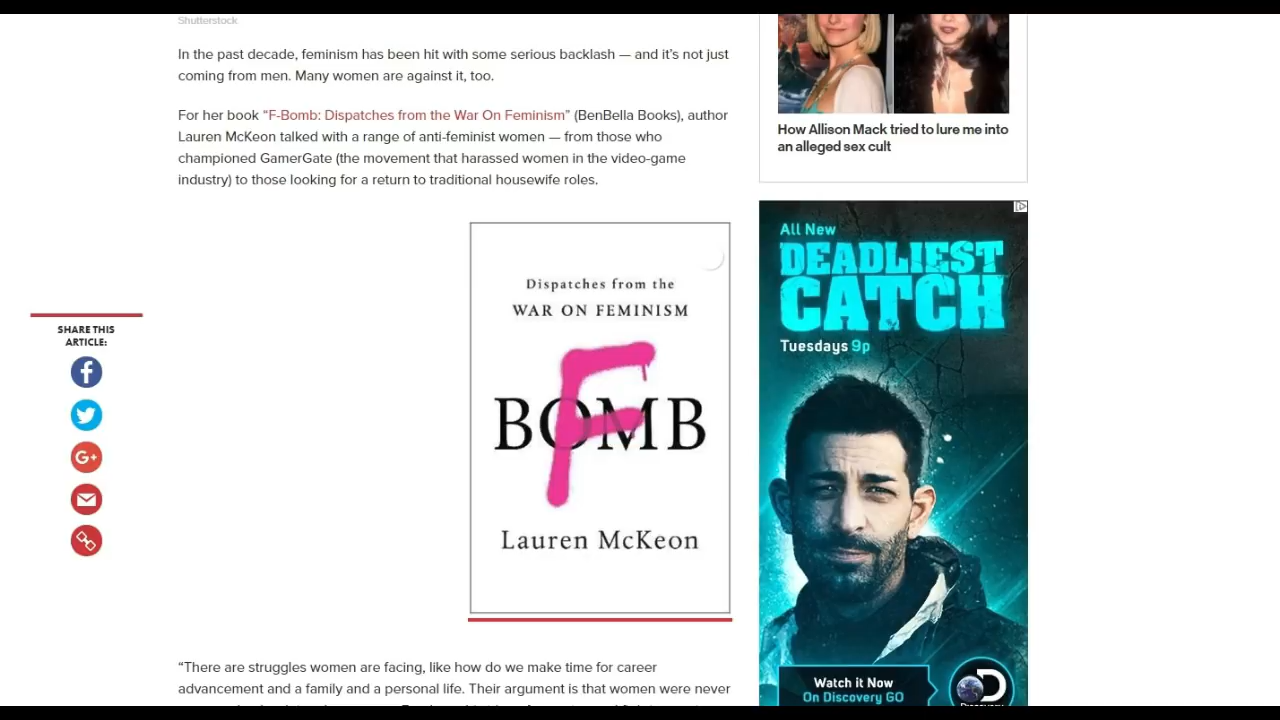 Shutterstock
In the past decade, feminism has been hit with some serious backlash — and it's not just
coming from men. Many women are against it, too.
For her book “F-Bomb: Dispatches from the War On Feminism” (BenBella Books), author
Lauren McKeon talked with a range of anti-feminist women — from those who
championed GamerGate (the movement that harassed women in the video-game
industry) to those looking for a return to traditional housewife roles.
SHARE THIS
ARTICLE:
G+
Dispatches from the
WAR ON FEMINISM
F
BOMB
Lauren McKeon
“There are struggles women are facing, like how do we make time for career
advancement and a family and a personal life. Their argument is that women were never
How Allison Mack tried to lure me into
an alleged sex cult
All New
DEADLIEST
CATCH
Tuesdays 9p
Watch it Now
On Discovery GO